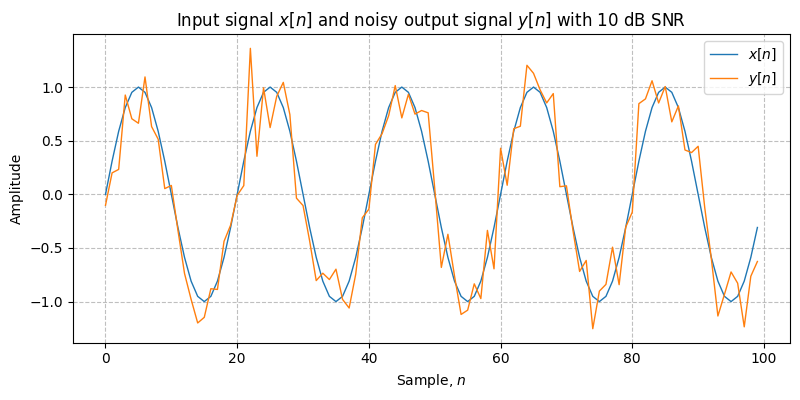 Input signal x[n] and noisy output signal y[n] with 10 dB SNR
x[n]
y[n]
Amplitude
1.0
0.5
0.0
−0.5
−1.0
0 20 40 60 80 100
Sample, n